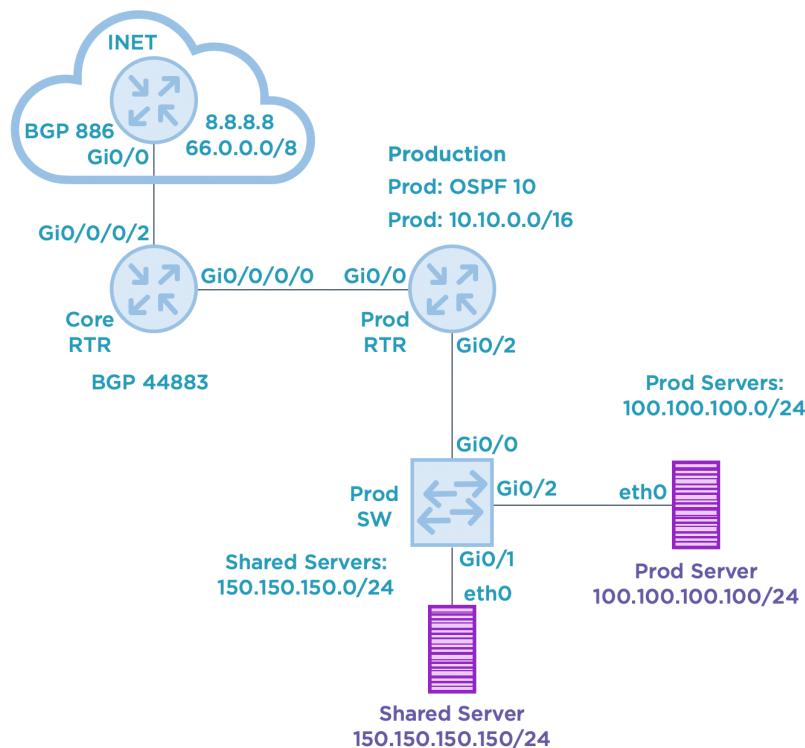 INET
BGP 886
8.8.8.8
66.0.0.0/8
Gi0/0
Production
Prod: OSPF 10
Prod: 10.10.0.0/16
Gi0/0/0/2
Gi0/0/0/0
Gi0/0
Core
RTR
Prod
RTR
Gi0/2
BGP 44883
Prod Servers:
100.100.100.0/24
Gi0/0
Prod
SW
Gi0/2
eth0
Gi0/1
Shared Servers:
150.150.150.0/24
eth0
Prod Server
100.100.100.100/24
Shared Server
150.150.150.150/24